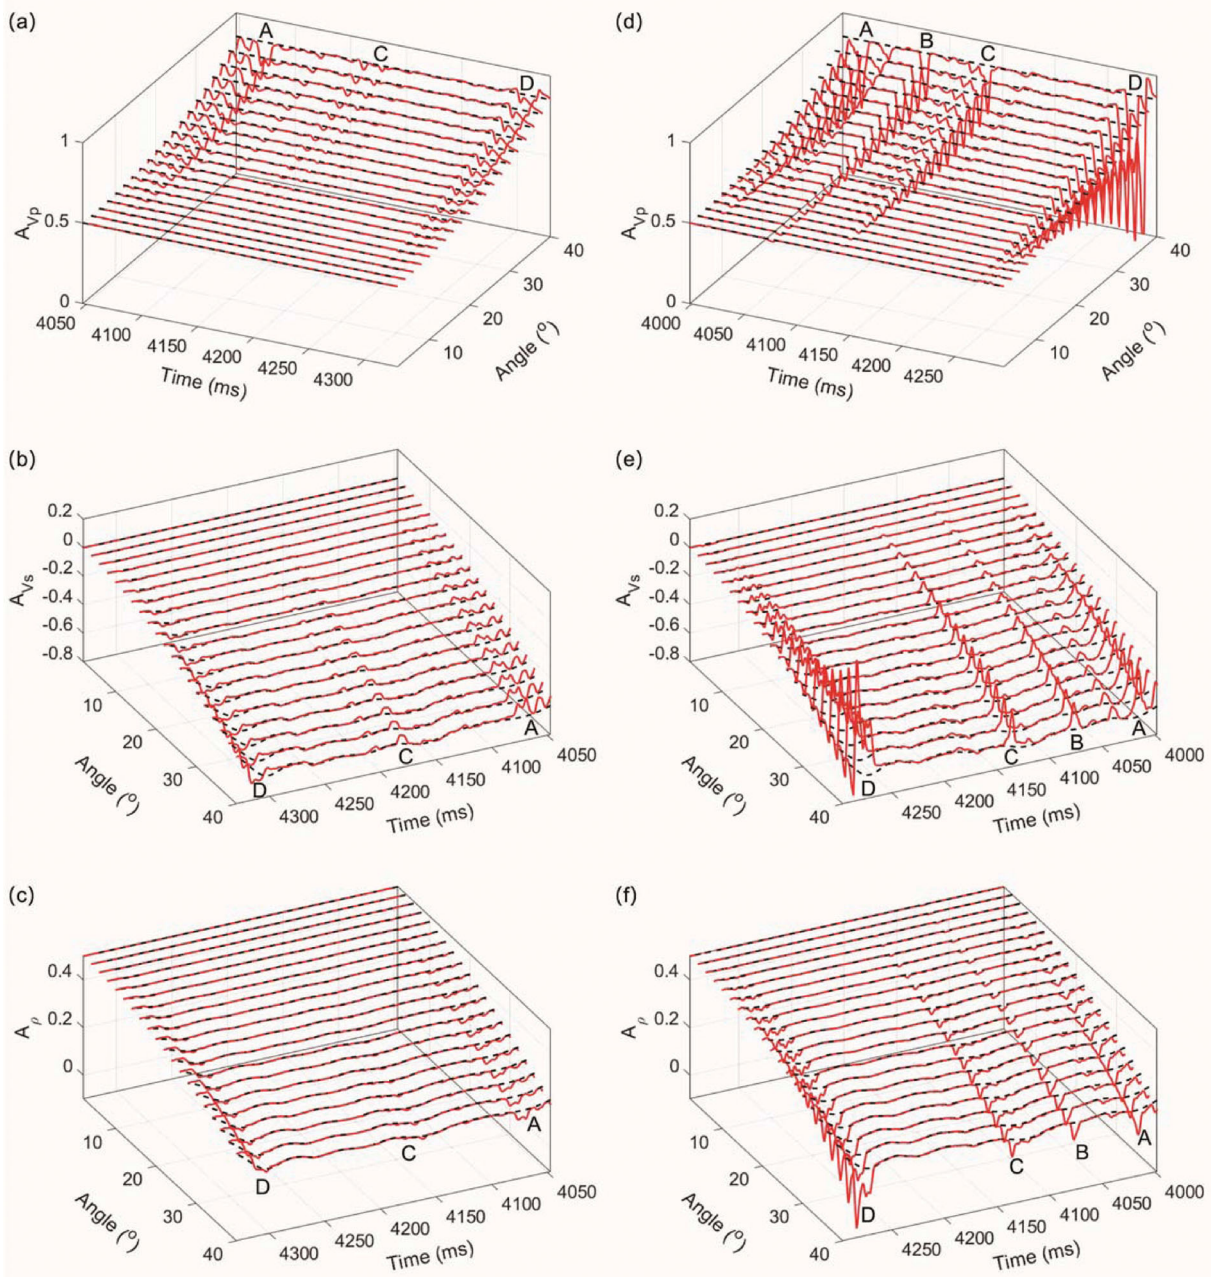 (a)
A
C
D
1
0.5
0
A_Vp
4050
4100
4150
4200
4250
4300
Time (ms)
10
20
30
40
Angle (º)
(d)
A
B
C
D
1
0.5
0
A_Vp
4000
4050
4100
4150
4200
4250
Time (ms)
10
20
30
40
Angle (º)
(b)
0.2
0
-0.2
-0.4
-0.6
-0.8
A_Vs
10
20
30
40
Angle (º)
D
C
A
4300
4250
4200
4150
4100
4050
Time (ms)
(e)
0.2
0
-0.2
-0.4
-0.6
-0.8
A_Vs
10
20
30
40
Angle (º)
D
C
B
A
4250
4200
4150
4100
4050
4000
Time (ms)
(c)
0.4
0.2
0
A_ρ
10
20
30
40
Angle (º)
D
C
A
4300
4250
4200
4150
4100
4050
Time (ms)
(f)
0.4
0.2
0
A_ρ
10
20
30
40
Angle (º)
D
C
B
A
4250
4200
4150
4100
4050
4000
Time (ms)